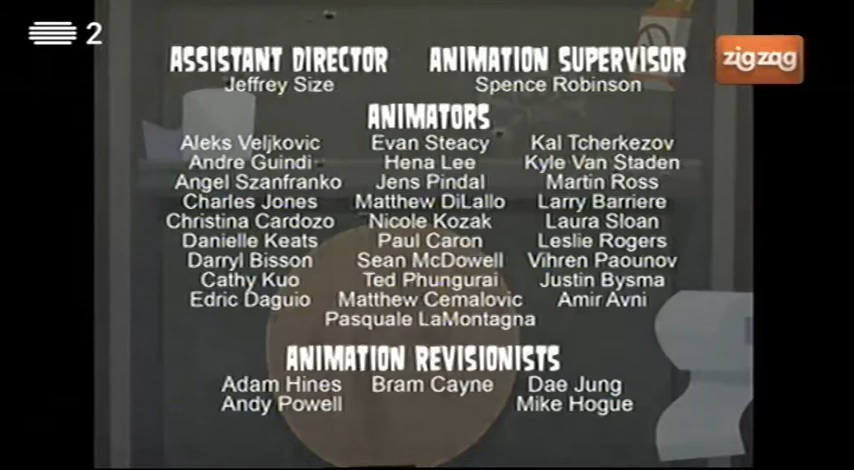 2
zig zag
ASSISTANT DIRECTOR ANIMATION SUPERVISOR
Jeffrey Size Spence Robinson
ANIMATORS
Aleks Veljkovic Evan Steacy Kal Tcherkezov
Andre Guindi Hena Lee Kyle Van Staden
Angel Szanfranko Jens Pindal Martin Ross
Charles Jones Matthew DiLallo Larry Barriere
Christina Cardozo Nicole Kozak Laura Sloan
Danielle Keats Paul Caron Leslie Rogers
Darryl Bisson Sean McDowell Vihren Paounov
Cathy Kuo Ted Phungurai Justin Bysma
Edric Daguio Matthew Cemalovic Amir Avni
Pasquale LaMontagna
ANIMATION REVISIONISTS
Adam Hines Bram Cayne Dae Jung
Andy Powell Mike Hogue